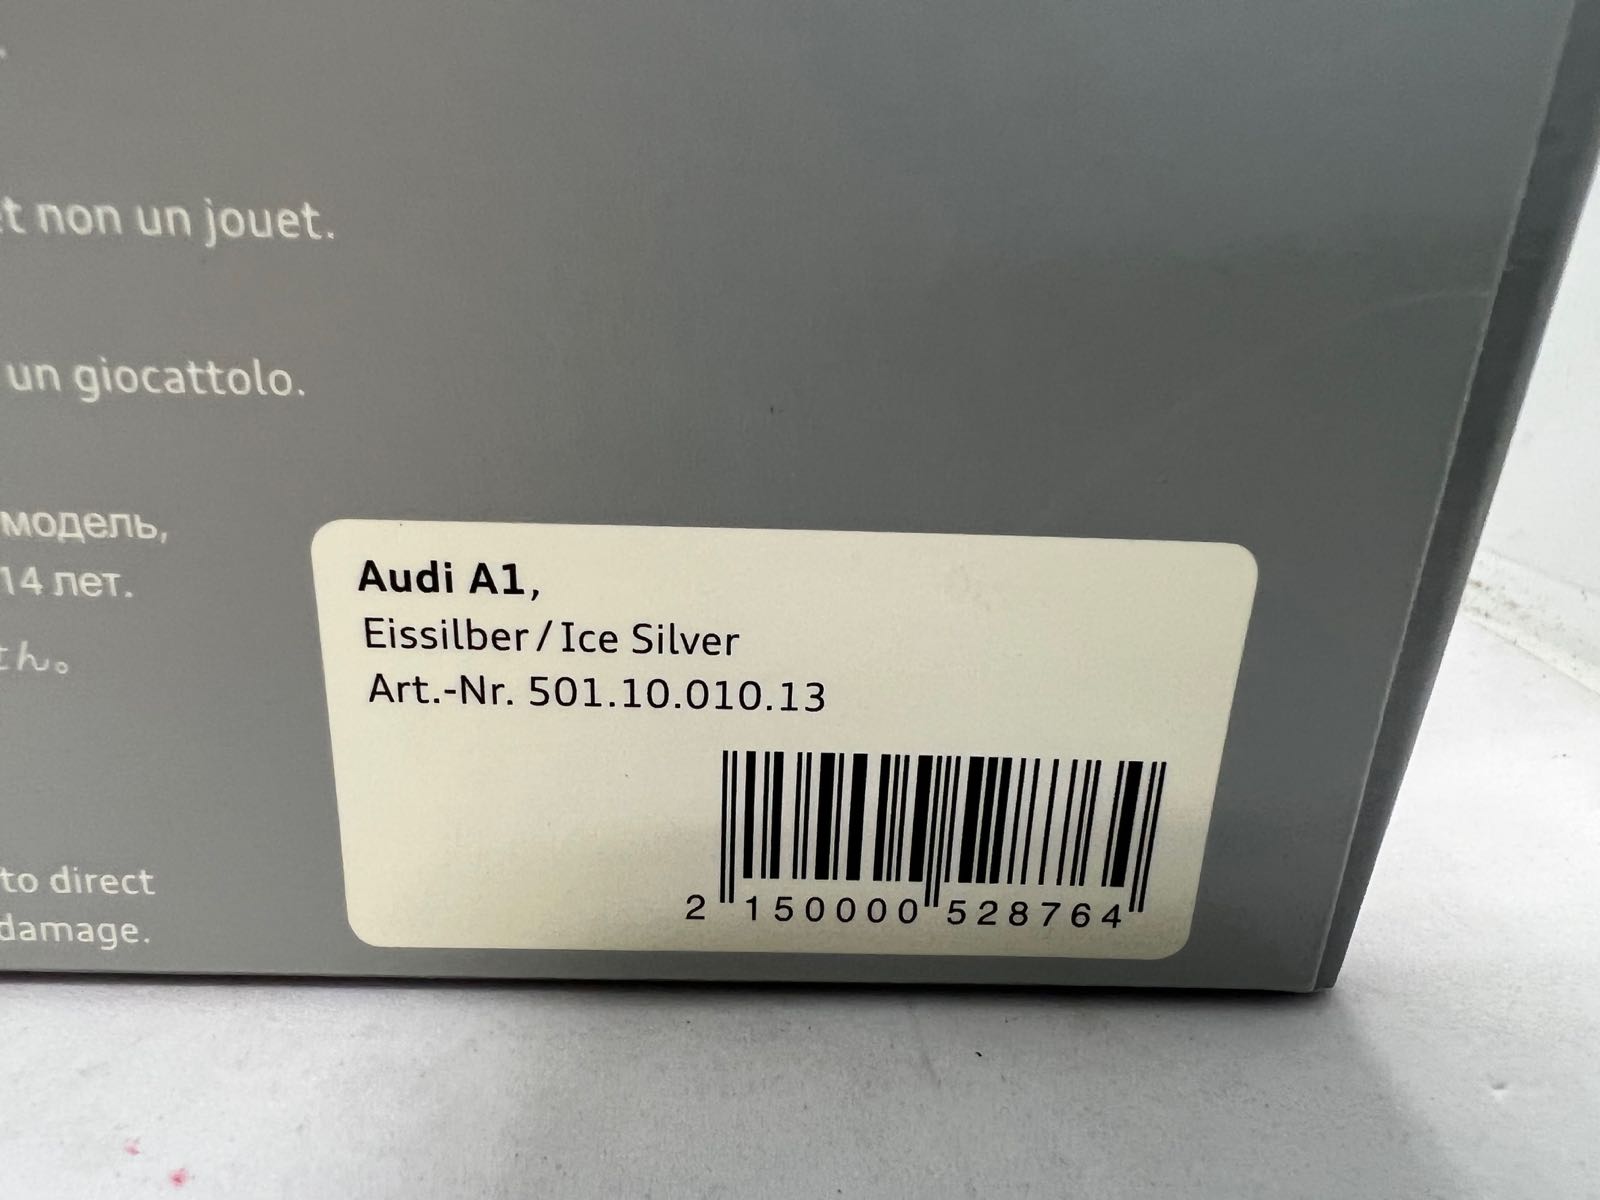 t non un jouet.
un giocattolo.
модель,
14 лет.
th。
Audi A1,
Eissilber / Ice Silver
Art.-Nr. 501.10.010.13
2 150000 528764
to direct
damage.